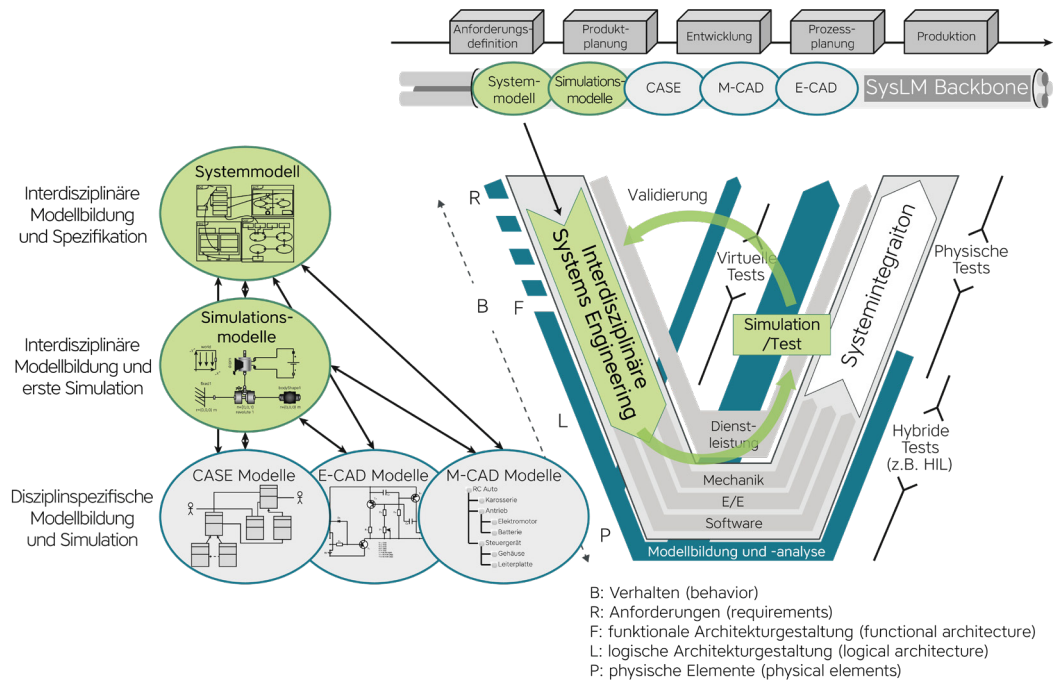 Anforderungs-
definition
Produkt-
planung
Entwicklung
Prozess-
planung
Produktion
System-
modell
Simulations-
modelle
CASE
M-CAD
E-CAD
SysLM Backbone
Interdisziplinäre
Modellbildung
und Spezifikation
Systemmodell
Interdisziplinäre
Modellbildung und
erste Simulation
Simulations-
modelle
world
Disziplinspezifische
Modellbildung
und Simulation
CASE Modelle
E-CAD Modelle
M-CAD Modelle
RC Auto
Karosserie
Antrieb
Elektromotor
Batterie
Steuergerät
Gehäuse
Leiterplatte
R
B
F
L
P
Interdisziplinäre
Systems Engineering
Validierung
Virtuelle
Tests
Simulation
/Test
Systemintegraiton
Physische
Tests
Hybride
Tests
(z.B. HIL)
Dienst-
leistung
Mechanik
E/E
Software
Modellbildung und -analyse
B: Verhalten (behavior)
R: Anforderungen (requirements)
F: funktionale Architekturgestaltung (functional architecture)
L: logische Architekturgestaltung (logical architecture)
P: physische Elemente (physical elements)